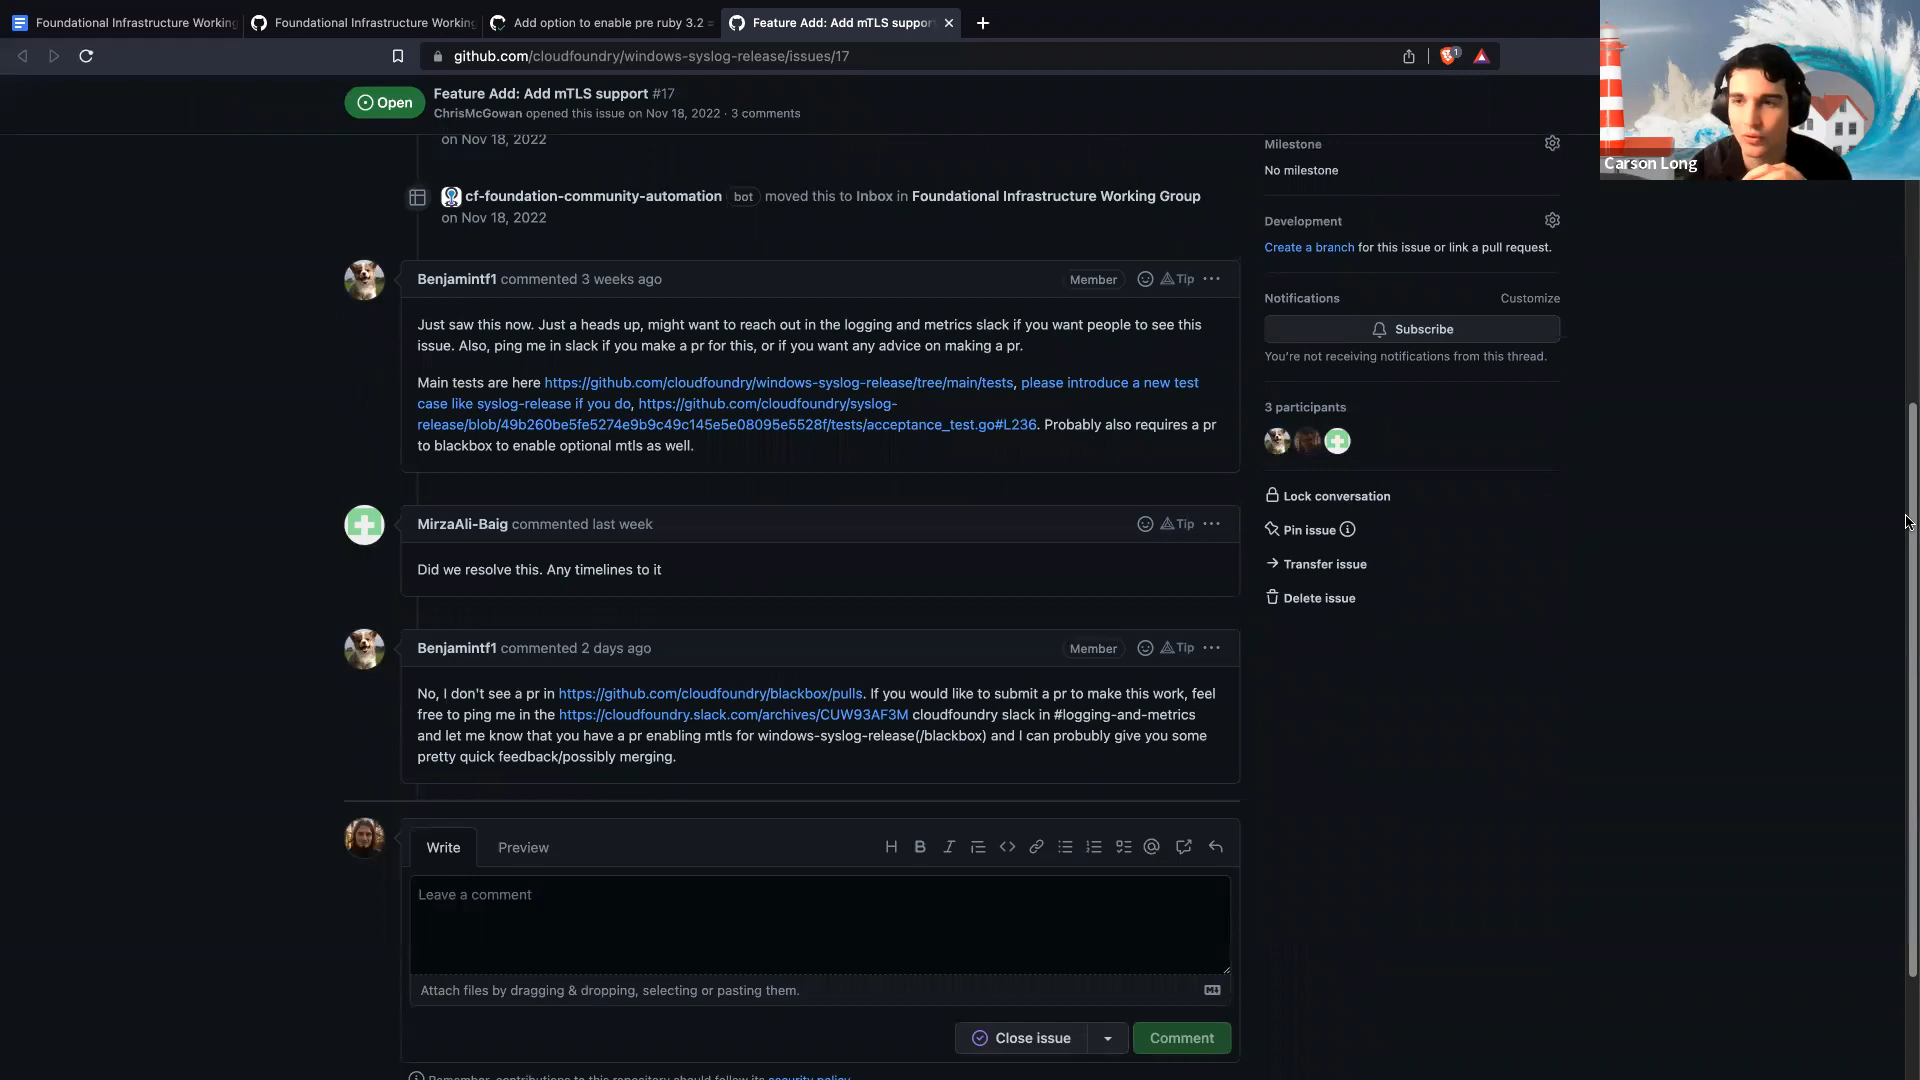 Foundational Infrastructure Working
Foundational Infrastructure Working
Add option to enable pre ruby 3.2
Feature Add: Add mTLS suppor
github.com/cloudfoundry/windows-syslog-release/issues/17
1
Open
Feature Add: Add mTLS support #17
ChrisMcGowan opened this issue on Nov 18, 2022 · 3 comments
Carson Long
on Nov 18, 2022
cf-foundation-community-automation bot moved this to Inbox in Foundational Infrastructure Working Group
on Nov 18, 2022
Benjamintf1 commented 3 weeks ago
Member
Tip
Just saw this now. Just a heads up, might want to reach out in the logging and metrics slack if you want people to see this
issue. Also, ping me in slack if you make a pr for this, or if you want any advice on making a pr.
Main tests are here https://github.com/cloudfoundry/windows-syslog-release/tree/main/tests, please introduce a new test
case like syslog-release if you do, https://github.com/cloudfoundry/syslog-
release/blob/49b260be5fe5274e9b9c49c145e5e08095e5528f/tests/acceptance_test.go#L236. Probably also requires a pr
to blackbox to enable optional mtls as well.
MirzaAli-Baig commented last week
Tip
Did we resolve this. Any timelines to it
Benjamintf1 commented 2 days ago
Member
Tip
No, I don't see a pr in https://github.com/cloudfoundry/blackbox/pulls. If you would like to submit a pr to make this work, feel
free to ping me in the https://cloudfoundry.slack.com/archives/CUW93AF3M cloudfoundry slack in #logging-and-metrics
and let me know that you have a pr enabling mtls for windows-syslog-release(/blackbox) and I can probubly give you some
pretty quick feedback/possibly merging.
Write
Preview
Leave a comment
Attach files by dragging & dropping, selecting or pasting them.
Close issue
Comment
Remember, contributions to this repository should follow its security policy
Milestone
No milestone
Development
Create a branch for this issue or link a pull request.
Notifications
Customize
Subscribe
You're not receiving notifications from this thread.
3 participants
Lock conversation
Pin issue
Transfer issue
Delete issue